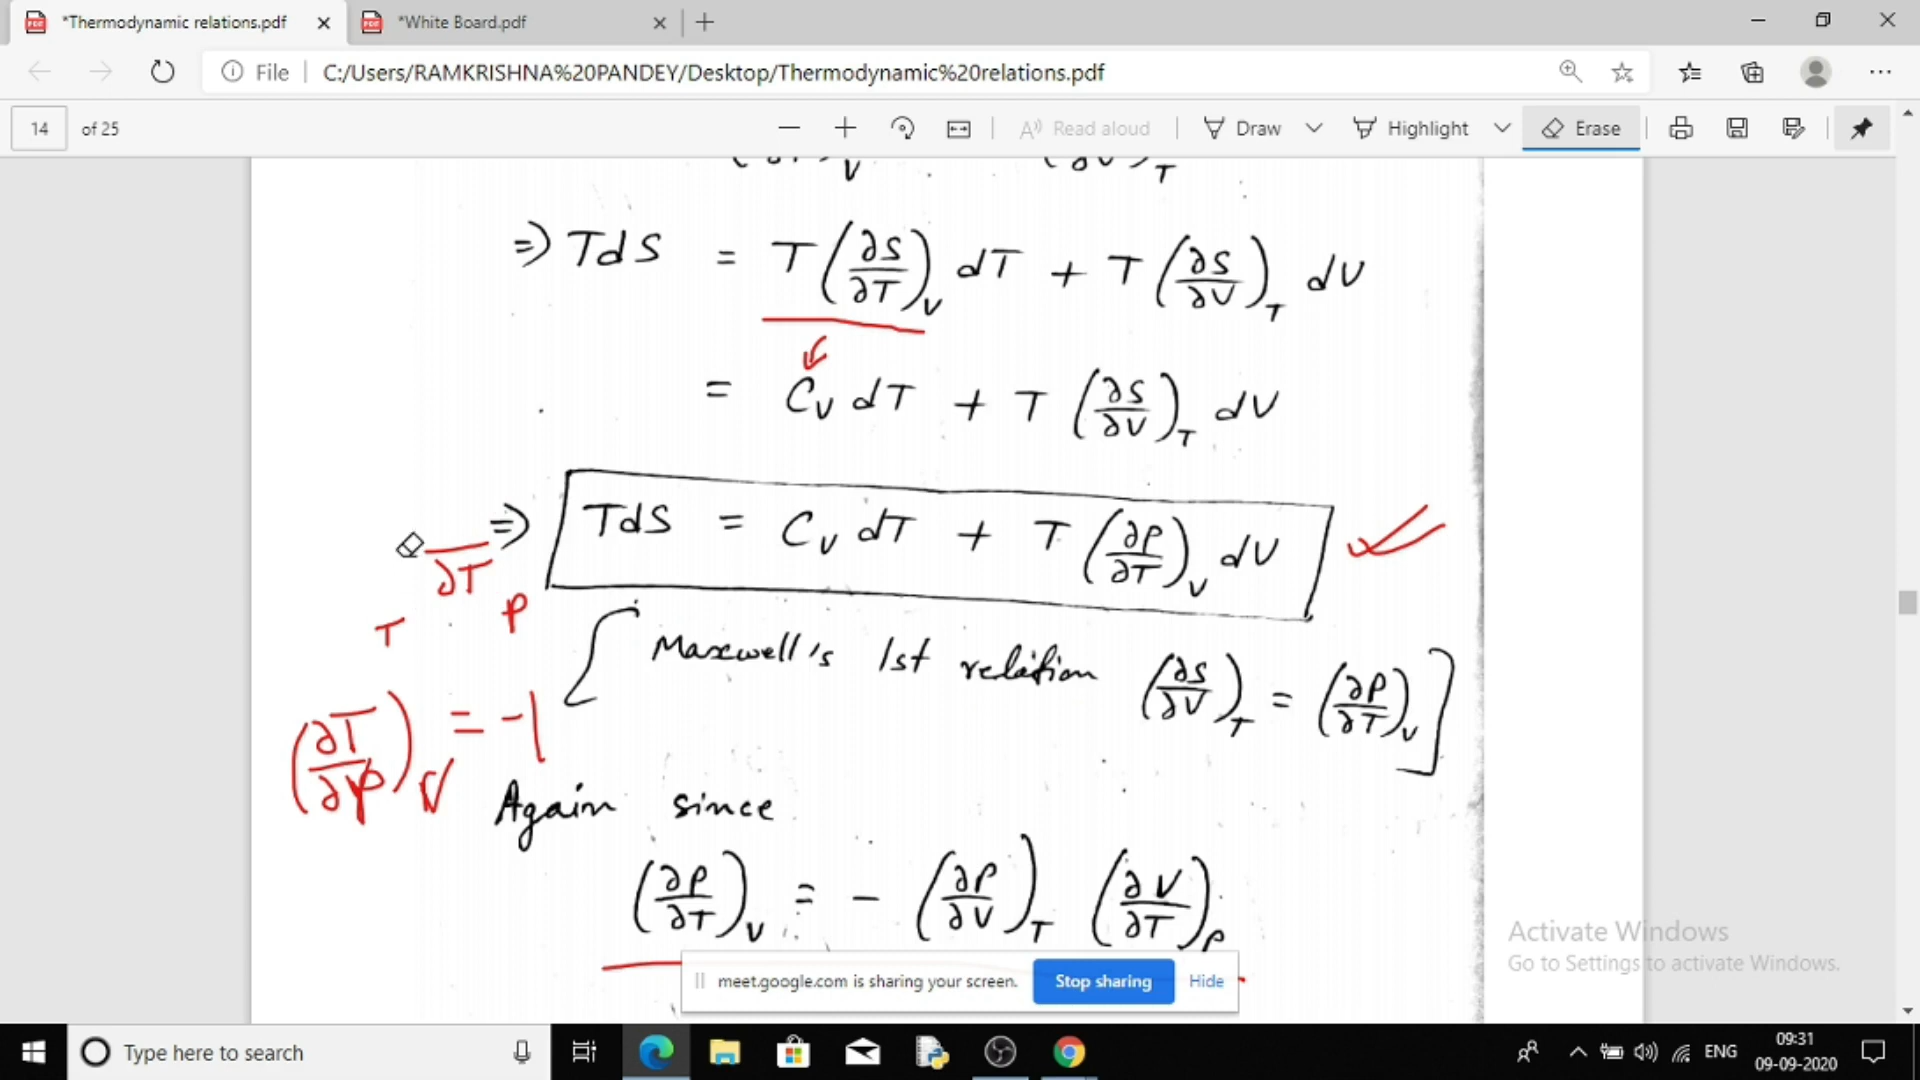 *Thermodynamic relations.pdf
*White Board.pdf
File C:/Users/RAMKRISHNA%20PANDEY/Desktop/Thermodynamic%20relations.pdf
14 of 25
Read aloud Draw Highlight Erase
V T
⇒ TdS = T(∂S/∂T)_V dT + T(∂S/∂V)_T dV
= C_V dT + T(∂S/∂V)_T dV
⇒ TdS = C_V dT + T(∂P/∂T)_V dV
∂T
T P
[Maxwell's 1st relation (∂S/∂V)_T = (∂P/∂T)_V]
(∂T/∂P)_V = -1
Again since
(∂P/∂T)_V = - (∂P/∂V)_T (∂V/∂T)_P
Activate Windows
Go to Settings to activate Windows.
meet.google.com is sharing your screen. Stop sharing Hide
Type here to search
ENG
09:31
09-09-2020